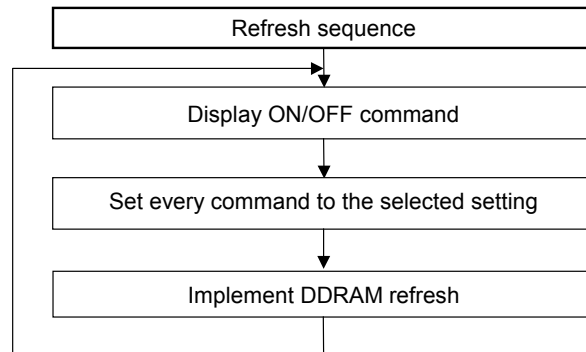 Refresh sequence
Display ON/OFF command
Set every command to the selected setting
Implement DDRAM refresh